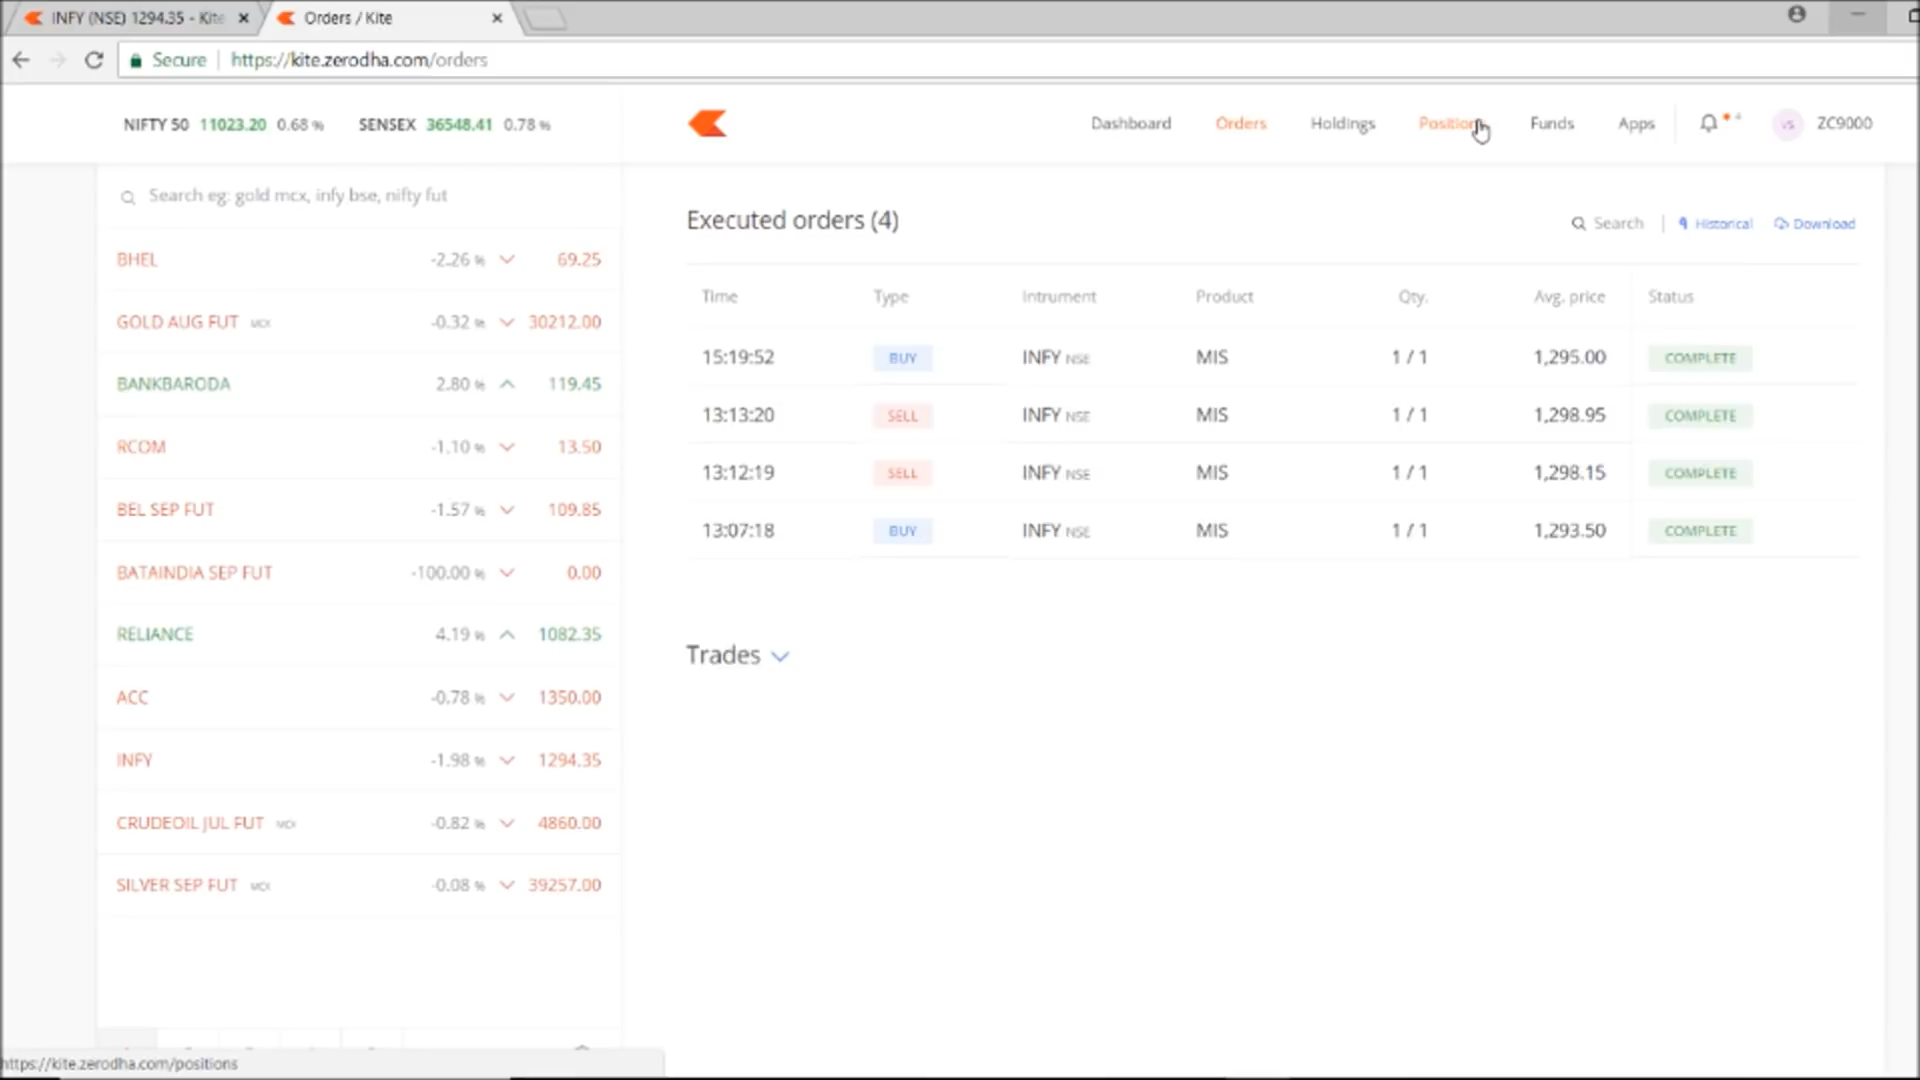 INFY (NSE) 1294.35 - Kite
Orders / Kite
Secure
https://kite.zerodha.com/orders
NIFTY 50 11023.20 0.68 % SENSEX 36548.41 0.78 %
Dashboard Orders Holdings Positions Funds Apps 4 VS ZC9000
Search eg: gold mcx, infy bse, nifty fut
BHEL -2.26 % 69.25
GOLD AUG FUT MCX -0.32 % 30212.00
BANKBARODA 2.80 % 119.45
RCOM -1.10 % 13.50
BEL SEP FUT -1.57 % 109.85
BATAINDIA SEP FUT -100.00 % 0.00
RELIANCE 4.19 % 1082.35
ACC -0.78 % 1350.00
INFY -1.98 % 1294.35
CRUDEOIL JUL FUT MCX -0.82 % 4860.00
SILVER SEP FUT MCX -0.08 % 39257.00
Executed orders (4)
Search Historical Download
Time Type Intrument Product Qty. Avg. price Status
15:19:52 BUY INFY NSE MIS 1 / 1 1,295.00 COMPLETE
13:13:20 SELL INFY NSE MIS 1 / 1 1,298.95 COMPLETE
13:12:19 SELL INFY NSE MIS 1 / 1 1,298.15 COMPLETE
13:07:18 BUY INFY NSE MIS 1 / 1 1,293.50 COMPLETE
Trades
https://kite.zerodha.com/positions